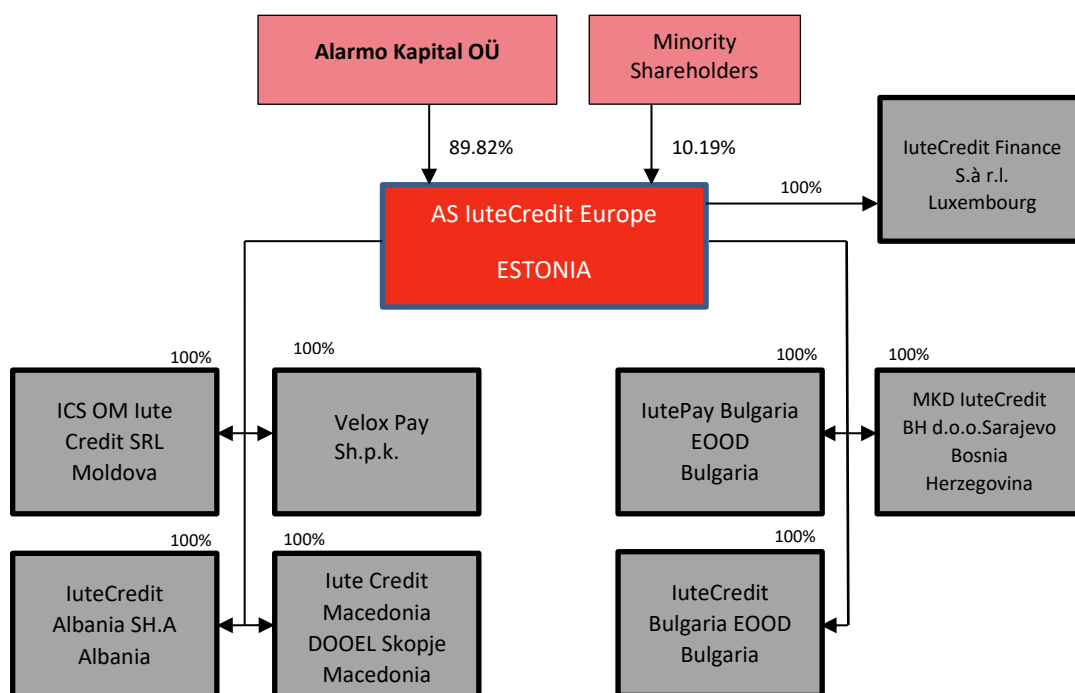 Alarmo Kapital OÜ
Minority
Shareholders
89.82%
10.19%
100%
IuteCredit Finance
S.à r.l.
Luxembourg
AS IuteCredit Europe
ESTONIA
100%
ICS OM Iute
Credit SRL
Moldova
100%
Velox Pay
Sh.p.k.
100%
IutePay Bulgaria
EOOD
Bulgaria
100%
MKD IuteCredit
BH d.o.o.Sarajevo
Bosnia
Herzegovina
100%
IuteCredit
Albania SH.A
Albania
100%
Iute Credit
Macedonia
DOOEL Skopje
Macedonia
100%
IuteCredit
Bulgaria EOOD
Bulgaria